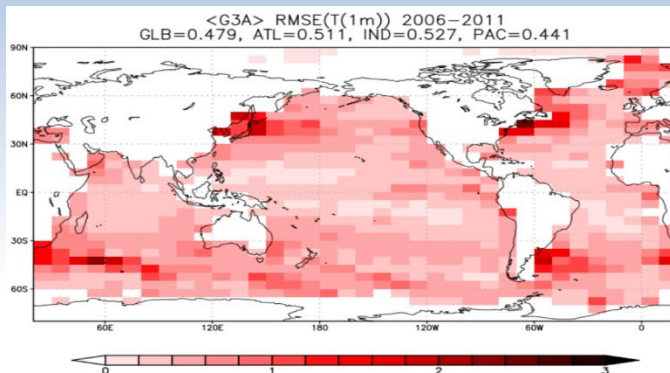 <G3A> RMSE(T(1m)) 2006−2011
GLB=0.479, ATL=0.511, IND=0.527, PAC=0.441
90N
60N
30N
EQ
30S
60S
60E 120E 180 120W 60W 0
0 1 2 3